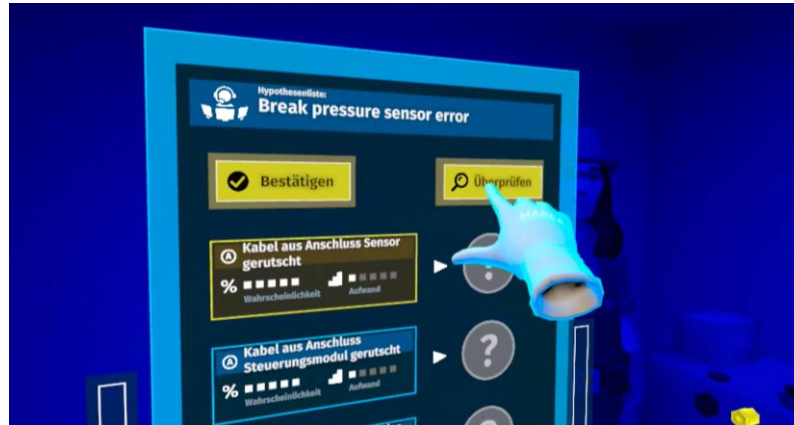 Hypothesenliste:
Break pressure sensor error
Bestätigen
Überprüfen
Kabel aus Anschluss Sensor
gerutscht
%
Wahrscheinlichkeit
Aufwand
?
A Kabel aus Anschluss
Steuerungsmodul gerutscht
%
Wahrscheinlichkeit
Aufwand
?